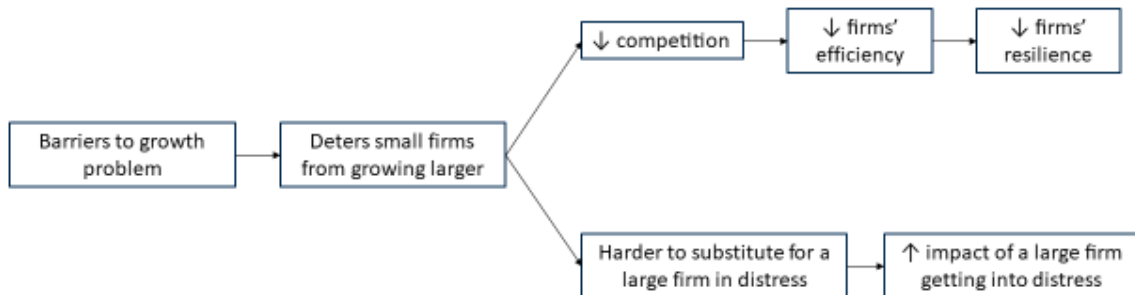 Barriers to growth
problem
Deters small firms
from growing larger
↓ competition
↓ firms'
efficiency
↓ firms'
resilience
Harder to substitute for a
large firm in distress
↑ impact of a large firm
getting into distress